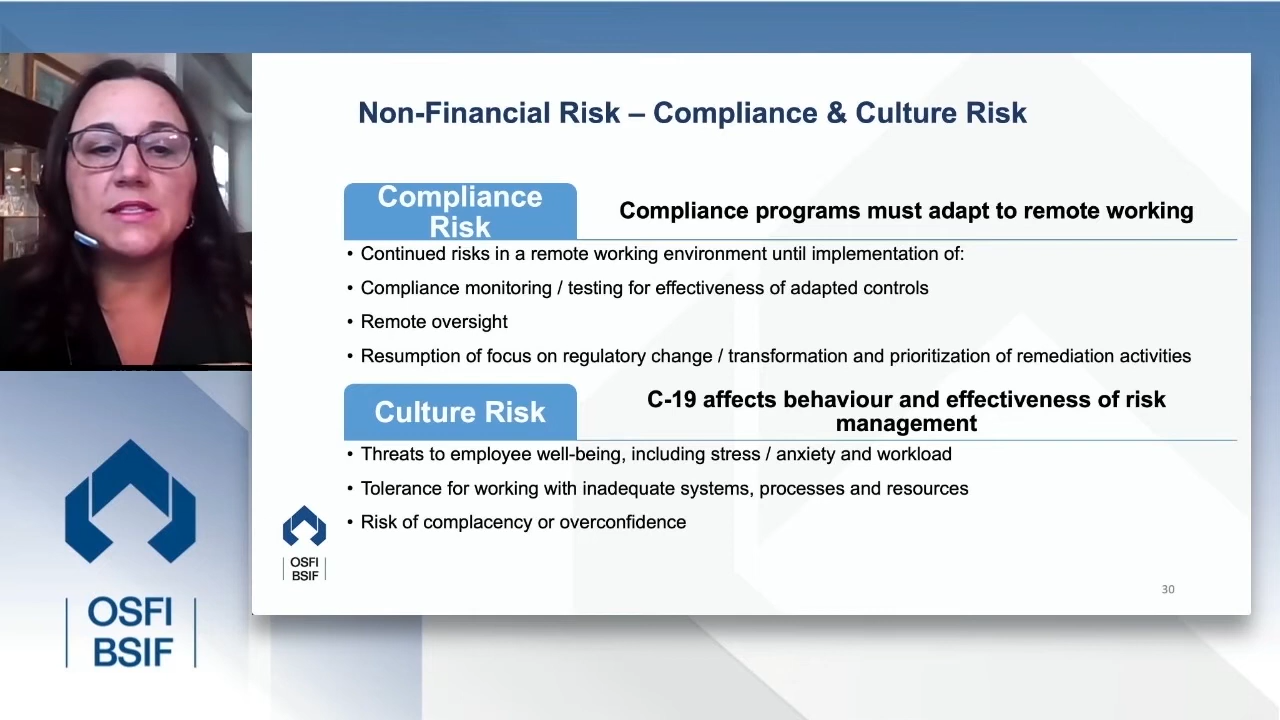 Non-Financial Risk – Compliance & Culture Risk
Compliance
Risk
Compliance programs must adapt to remote working
• Continued risks in a remote working environment until implementation of:
• Compliance monitoring / testing for effectiveness of adapted controls
• Remote oversight
• Resumption of focus on regulatory change / transformation and prioritization of remediation activities
Culture Risk
C-19 affects behaviour and effectiveness of risk
management
• Threats to employee well-being, including stress / anxiety and workload
• Tolerance for working with inadequate systems, processes and resources
• Risk of complacency or overconfidence
OSFI
BSIF
30
OSFI
BSIF